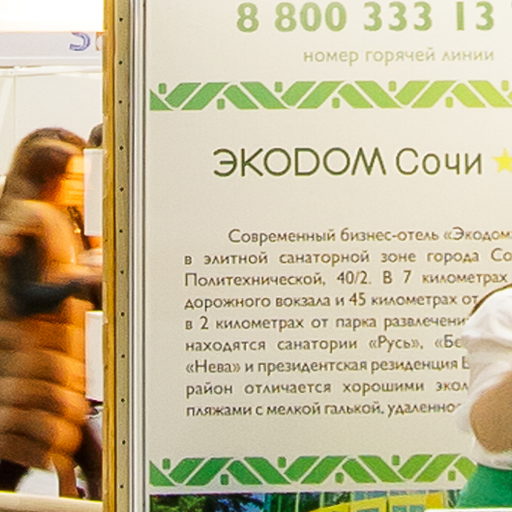 8 800 333 13
номер горячей линии
ЭКОDОМ Сочи
Современный бизнес-отель «Экодом
в элитной санаторной зоне города Со
Политехнической, 40/2. В 7 километрах
дорожного вокзала и 45 километрах от
в 2 километрах от парка развлечени
находятся санатории «Русь», «Бе
«Нева» и президентская резиденция
район отличается хорошими экол
пляжами с мелкой галькой, удаленно